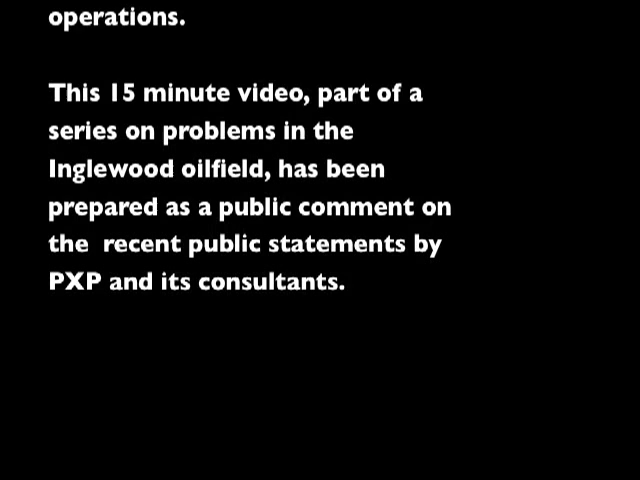 operations.
This 15 minute video, part of a
series on problems in the
Inglewood oilfield, has been
prepared as a public comment on
the  recent public statements by
PXP and its consultants.